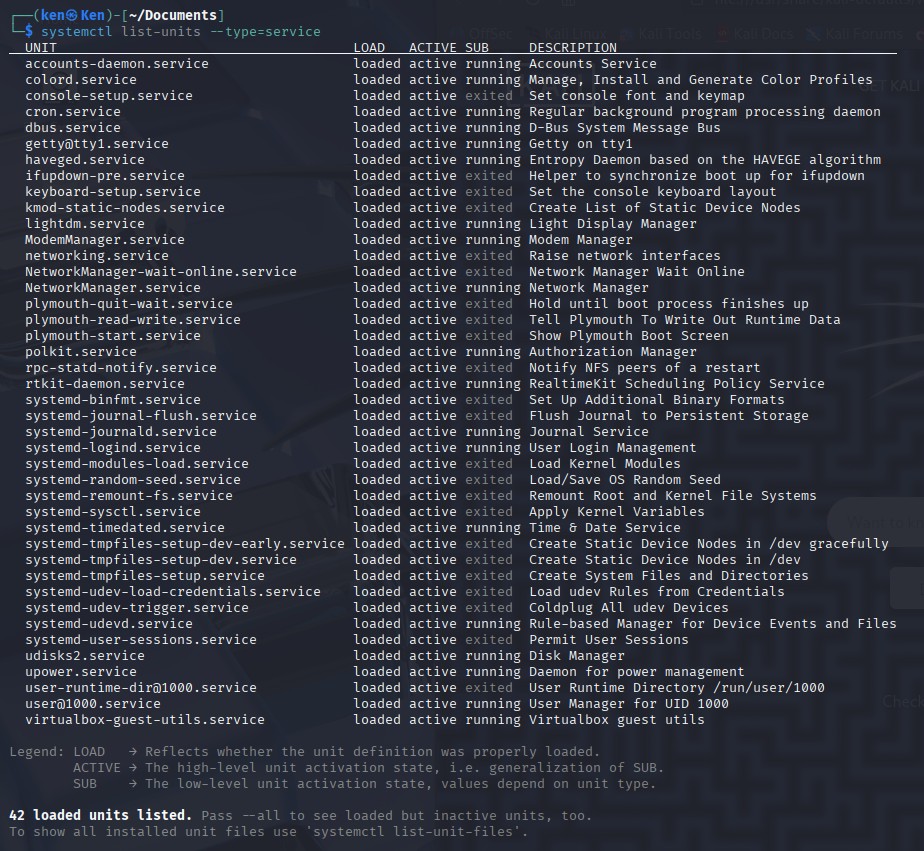 ┌──(ken㉿Ken)-[~/Documents]
└─$ systemctl list-units --type=service
  UNIT                                     LOAD   ACTIVE SUB     DESCRIPTION
  accounts-daemon.service                  loaded active running Accounts Service
  colord.service                           loaded active running Manage, Install and Generate Color Profiles
  console-setup.service                    loaded active exited  Set console font and keymap
  cron.service                             loaded active running Regular background program processing daemon
  dbus.service                             loaded active running D-Bus System Message Bus
  getty@tty1.service                       loaded active running Getty on tty1
  haveged.service                          loaded active running Entropy Daemon based on the HAVEGE algorithm
  ifupdown-pre.service                     loaded active exited  Helper to synchronize boot up for ifupdown
  keyboard-setup.service                   loaded active exited  Set the console keyboard layout
  kmod-static-nodes.service                loaded active exited  Create List of Static Device Nodes
  lightdm.service                          loaded active running Light Display Manager
  ModemManager.service                     loaded active running Modem Manager
  networking.service                       loaded active exited  Raise network interfaces
  NetworkManager-wait-online.service       loaded active exited  Network Manager Wait Online
  NetworkManager.service                   loaded active running Network Manager
  plymouth-quit-wait.service               loaded active exited  Hold until boot process finishes up
  plymouth-read-write.service              loaded active exited  Tell Plymouth To Write Out Runtime Data
  plymouth-start.service                   loaded active exited  Show Plymouth Boot Screen
  polkit.service                           loaded active running Authorization Manager
  rpc-statd-notify.service                 loaded active exited  Notify NFS peers of a restart
  rtkit-daemon.service                     loaded active running RealtimeKit Scheduling Policy Service
  systemd-binfmt.service                   loaded active exited  Set Up Additional Binary Formats
  systemd-journal-flush.service            loaded active exited  Flush Journal to Persistent Storage
  systemd-journald.service                 loaded active running Journal Service
  systemd-logind.service                   loaded active running User Login Management
  systemd-modules-load.service             loaded active exited  Load Kernel Modules
  systemd-random-seed.service              loaded active exited  Load/Save OS Random Seed
  systemd-remount-fs.service               loaded active exited  Remount Root and Kernel File Systems
  systemd-sysctl.service                   loaded active exited  Apply Kernel Variables
  systemd-timedated.service                loaded active running Time & Date Service
  systemd-tmpfiles-setup-dev-early.service loaded active exited  Create Static Device Nodes in /dev gracefully
  systemd-tmpfiles-setup-dev.service       loaded active exited  Create Static Device Nodes in /dev
  systemd-tmpfiles-setup.service           loaded active exited  Create System Files and Directories
  systemd-udev-load-credentials.service    loaded active exited  Load udev Rules from Credentials
  systemd-udev-trigger.service             loaded active exited  Coldplug All udev Devices
  systemd-udevd.service                    loaded active running Rule-based Manager for Device Events and Files
  systemd-user-sessions.service            loaded active exited  Permit User Sessions
  udisks2.service                          loaded active running Disk Manager
  upower.service                           loaded active running Daemon for power management
  user-runtime-dir@1000.service            loaded active exited  User Runtime Directory /run/user/1000
  user@1000.service                        loaded active running User Manager for UID 1000
  virtualbox-guest-utils.service           loaded active running Virtualbox guest utils

Legend: LOAD   → Reflects whether the unit definition was properly loaded.
        ACTIVE → The high-level unit activation state, i.e. generalization of SUB.
        SUB    → The low-level unit activation state, values depend on unit type.

42 loaded units listed. Pass --all to see loaded but inactive units, too.
To show all installed unit files use 'systemctl list-unit-files'.